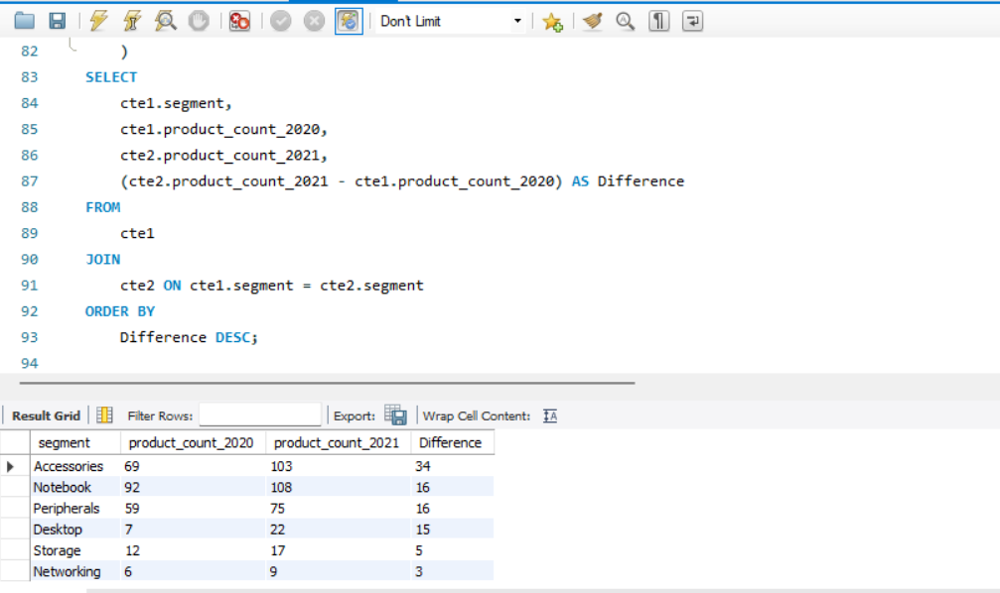 Don't Limit
82 )
83 SELECT
84 cte1.segment,
85 cte1.product_count_2020,
86 cte2.product_count_2021,
87 (cte2.product_count_2021 - cte1.product_count_2020) AS Difference
88 FROM
89 cte1
90 JOIN
91 cte2 ON cte1.segment = cte2.segment
92 ORDER BY
93 Difference DESC;
94
Result Grid Filter Rows: Export: Wrap Cell Content:
segment product_count_2020 product_count_2021 Difference
Accessories 69 103 34
Notebook 92 108 16
Peripherals 59 75 16
Desktop 7 22 15
Storage 12 17 5
Networking 6 9 3